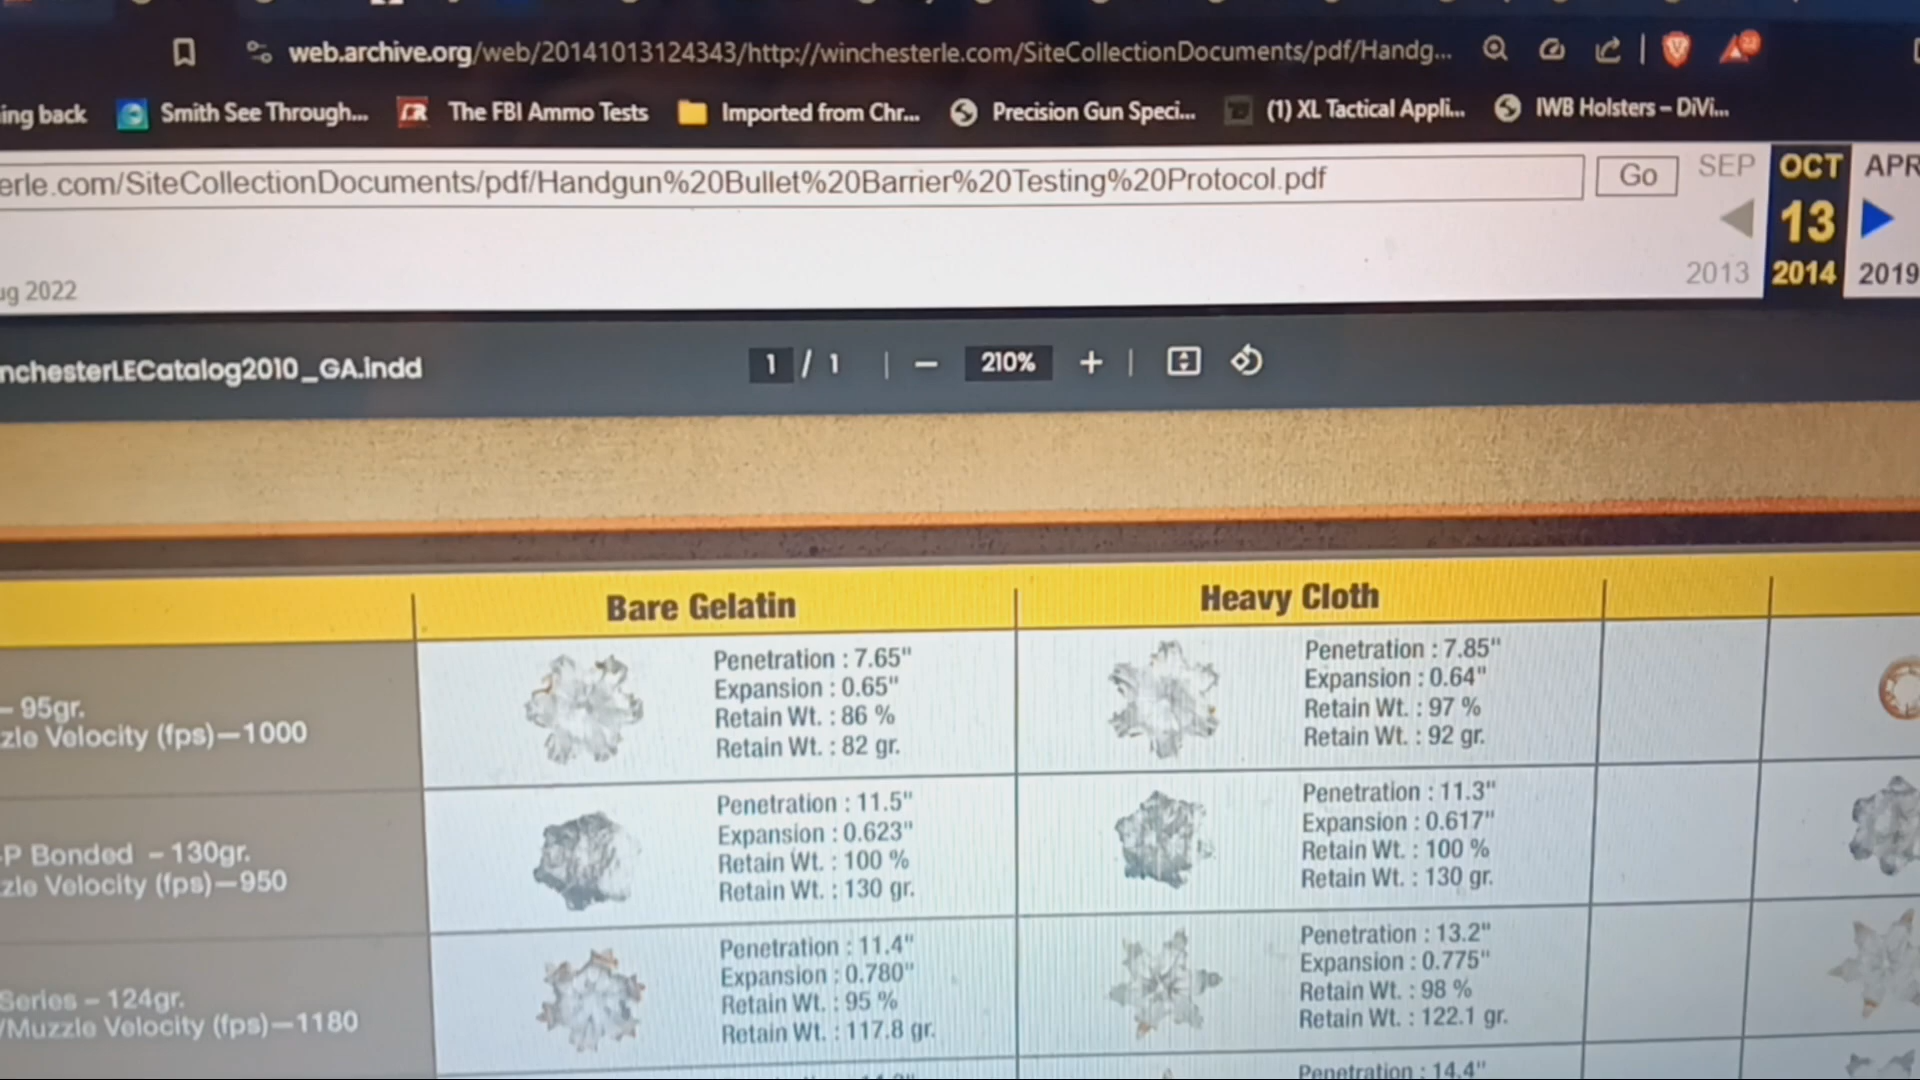 web.archive.org/web/20141013124343/http://winchesterle.com/SiteCollectionDocuments/pdf/Handg...
ing back
Smith See Through...
The FBI Ammo Tests
Imported from Chr...
Precision Gun Speci...
(1) XL Tactical Appli...
IWB Holsters – DiVi...
erle.com/SiteCollectionDocuments/pdf/Handgun%20Bullet%20Barrier%20Testing%20Protocol.pdf
Go
SEP
OCT
APR
13
2013
2014
2019
ug 2022
nchesterLECatalog2010_GA.indd
1 / 1
210%
Bare Gelatin
Heavy Cloth
– 95gr.
zle Velocity (fps)—1000
Penetration : 7.65"
Expansion : 0.65"
Retain Wt. : 86 %
Retain Wt. : 82 gr.
Penetration : 7.85"
Expansion : 0.64"
Retain Wt. : 97 %
Retain Wt. : 92 gr.
P Bonded – 130gr.
zle Velocity (fps)—950
Penetration : 11.5"
Expansion : 0.623"
Retain Wt. : 100 %
Retain Wt. : 130 gr.
Penetration : 11.3"
Expansion : 0.617"
Retain Wt. : 100 %
Retain Wt. : 130 gr.
Series – 124gr.
/Muzzle Velocity (fps)—1180
Penetration : 11.4"
Expansion : 0.780"
Retain Wt. : 95 %
Retain Wt. : 117.8 gr.
Penetration : 13.2"
Expansion : 0.775"
Retain Wt. : 98 %
Retain Wt. : 122.1 gr.
Penetration : 14.4"